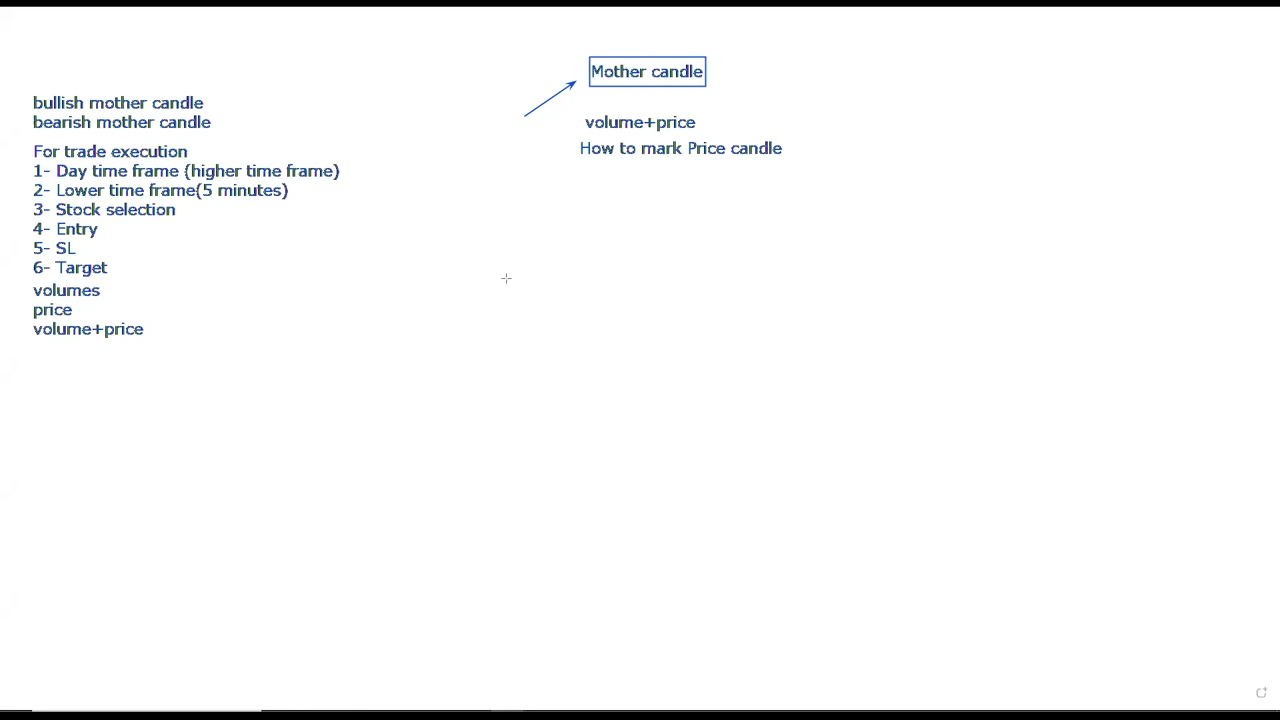 Mother candle
bullish mother candle
bearish mother candle
volume+price
How to mark Price candle
For trade execution
1- Day time frame (higher time frame)
2- Lower time frame(5 minutes)
3- Stock selection
4- Entry
5- SL
6- Target
volumes
price
volume+price